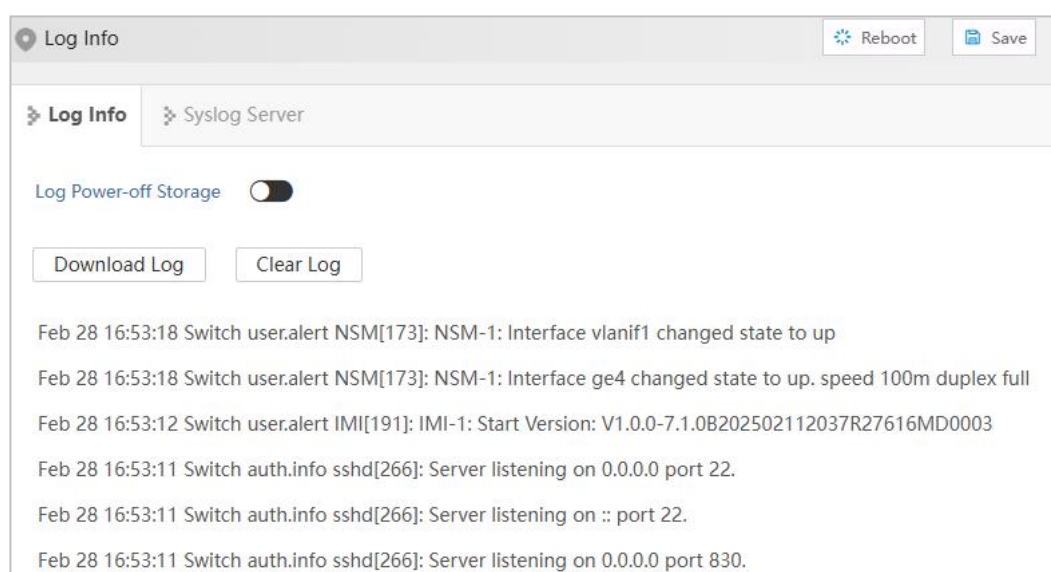 Log Info Reboot Save
Log Info Syslog Server
Log Power-off Storage
Download Log Clear Log
Feb 28 16:53:18 Switch user.alert NSM[173]: NSM-1: Interface vlanif1 changed state to up
Feb 28 16:53:18 Switch user.alert NSM[173]: NSM-1: Interface ge4 changed state to up. speed 100m duplex full
Feb 28 16:53:12 Switch user.alert IMI[191]: IMI-1: Start Version: V1.0.0-7.1.0B202502112037R27616MD0003
Feb 28 16:53:11 Switch auth.info sshd[266]: Server listening on 0.0.0.0 port 22.
Feb 28 16:53:11 Switch auth.info sshd[266]: Server listening on :: port 22.
Feb 28 16:53:11 Switch auth.info sshd[266]: Server listening on 0.0.0.0 port 830.